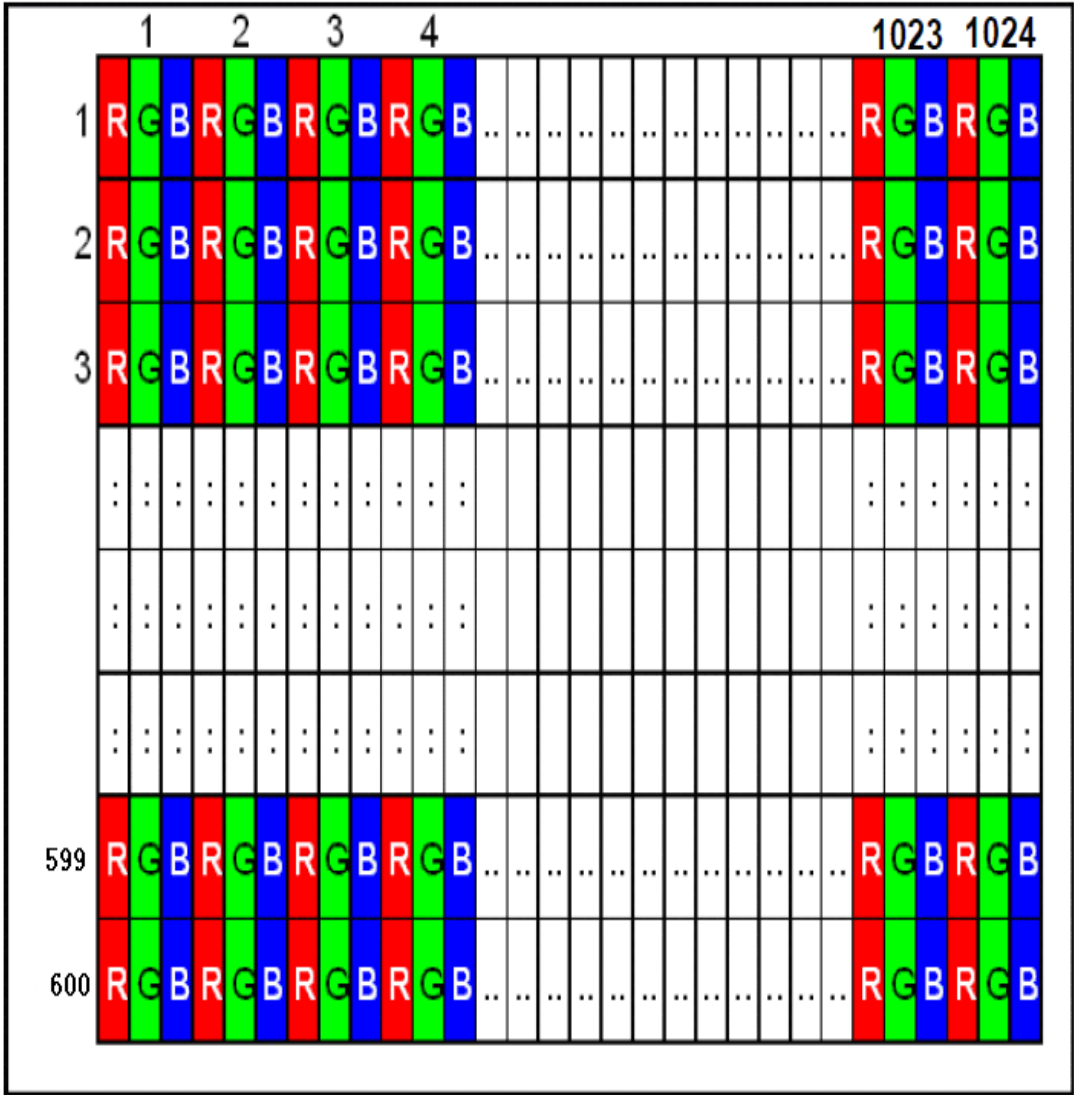 1 2 3 4 1023 1024
1 R G B R G B R G B R G B .. .. .. .. .. .. .. .. .. .. .. .. R G B R G B
2 R G B R G B R G B R G B .. .. .. .. .. .. .. .. .. .. .. .. R G B R G B
3 R G B R G B R G B R G B .. .. .. .. .. .. .. .. .. .. .. .. R G B R G B
: : : : : : : : : : : : : : : : : :
: : : : : : : : : : : : : : : : : :
: : : : : : : : : : : : : : : : : :
599 R G B R G B R G B R G B .. .. .. .. .. .. .. .. .. .. .. .. R G B R G B
600 R G B R G B R G B R G B .. .. .. .. .. .. .. .. .. .. .. .. R G B R G B